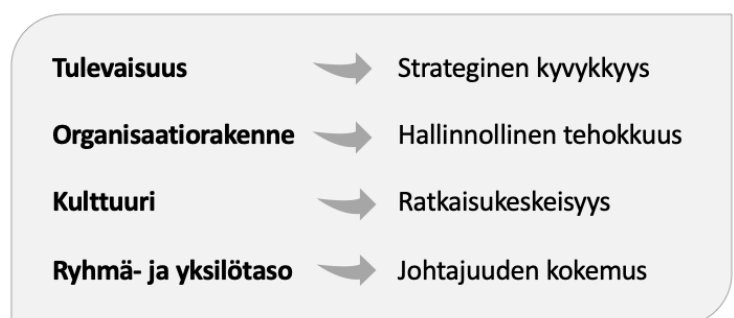 Tulevaisuus Strateginen kyvykkyys
Organisaatiorakenne Hallinnollinen tehokkuus
Kulttuuri Ratkaisukeskeisyys
Ryhmä- ja yksilötaso Johtajuuden kokemus